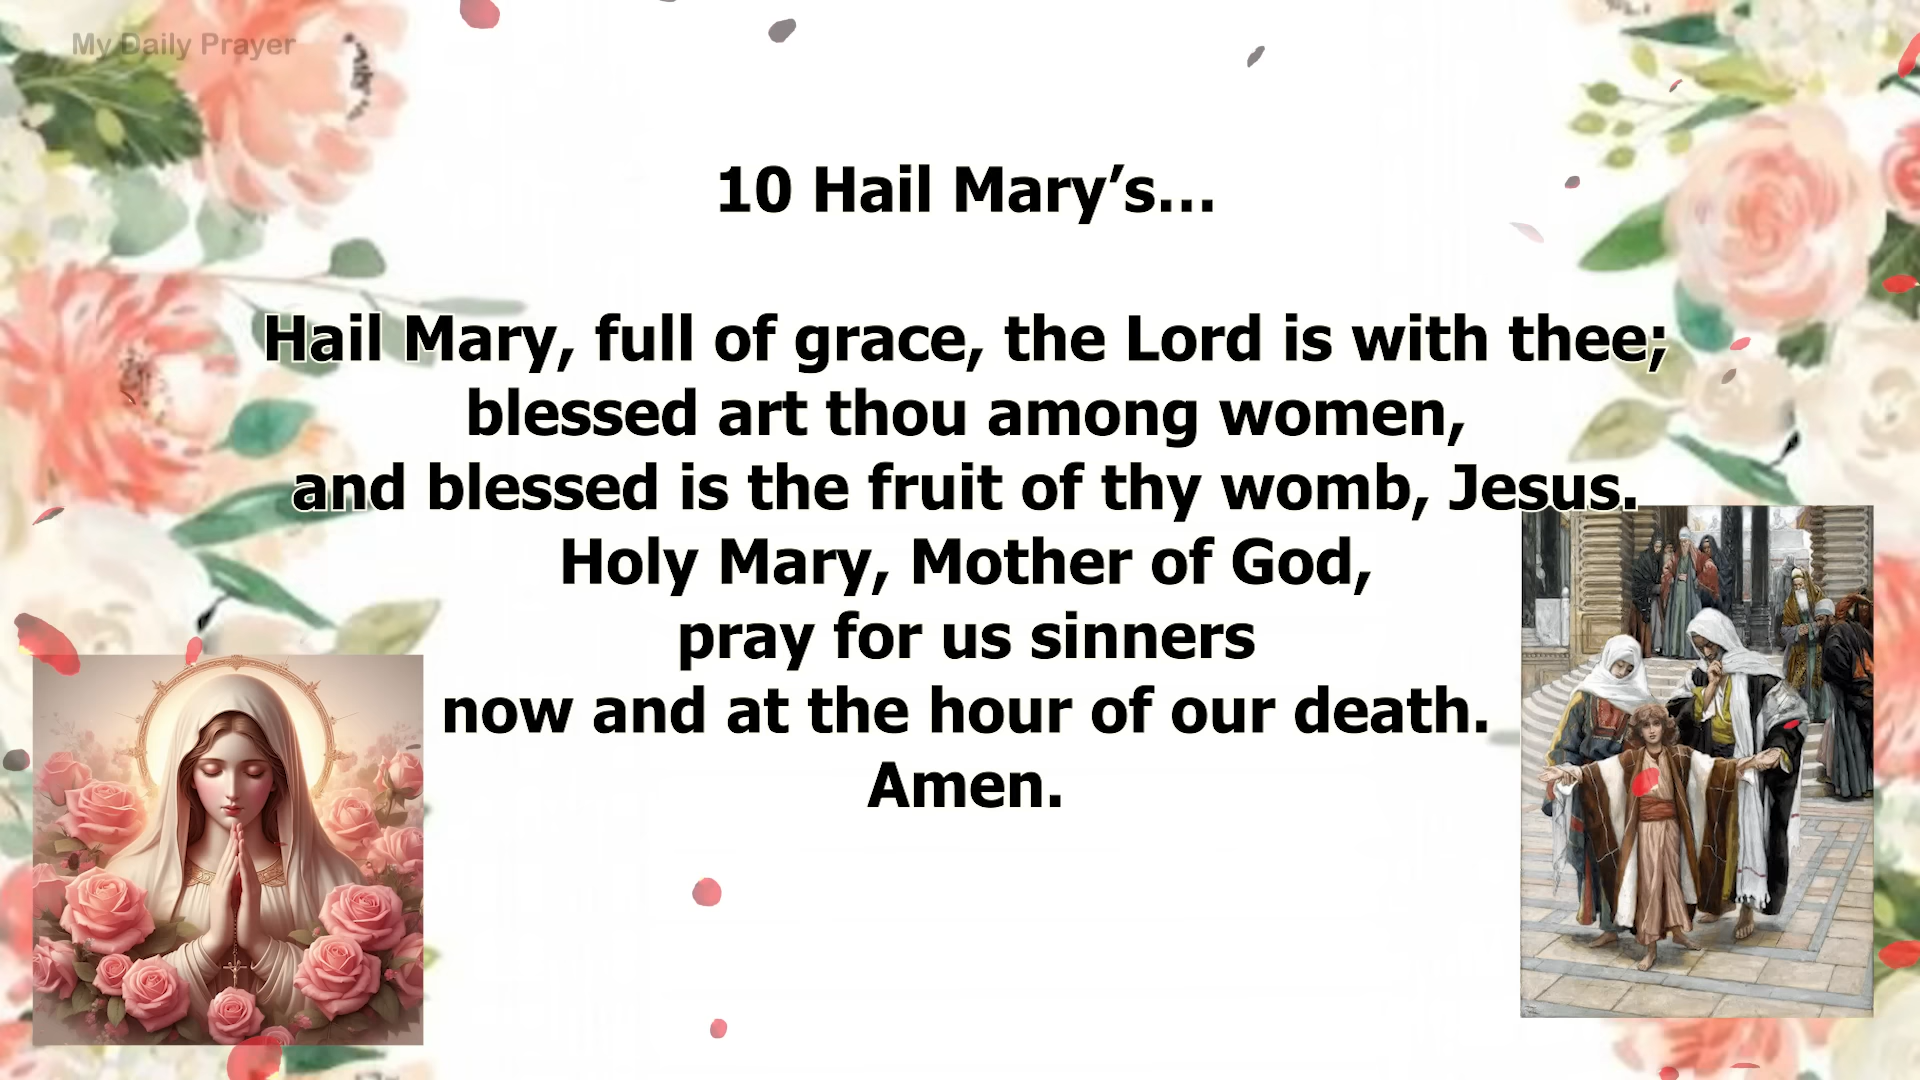 My Daily Prayer
10 Hail Mary’s...
Hail Mary, full of grace, the Lord is with thee;
blessed art thou among women,
and blessed is the fruit of thy womb, Jesus.
Holy Mary, Mother of God,
pray for us sinners
now and at the hour of our death.
Amen.